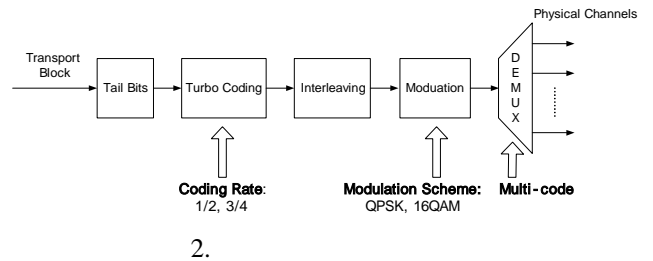 Physical Channels
Transport
Block
Tail Bits
Turbo Coding
Interleaving
Moduation
D
E
M
U
X
Coding Rate:
1/2, 3/4
Modulation Scheme:
QPSK, 16QAM
Multi-code
2.